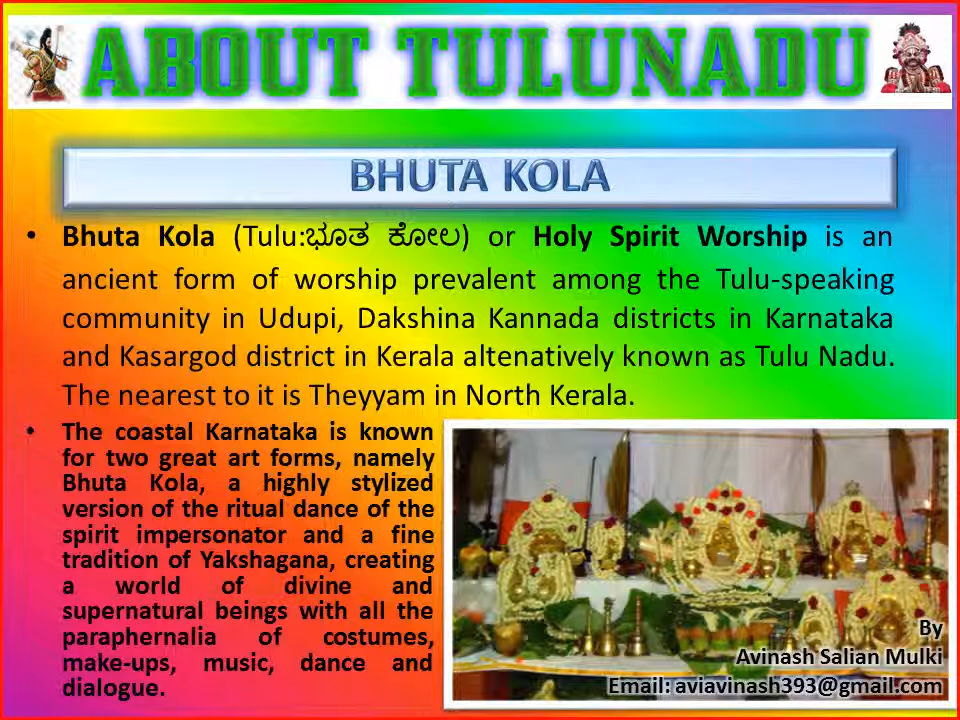 ABOUT TULUNADU
BHUTA KOLA
• Bhuta Kola (Tulu:ಭೂತ ಕೋಲ) or Holy Spirit Worship is an
ancient form of worship prevalent among the Tulu-speaking
community in Udupi, Dakshina Kannada districts in Karnataka
and Kasargod district in Kerala altenatively known as Tulu Nadu.
The nearest to it is Theyyam in North Kerala.
• The coastal Karnataka is known
for two great art forms, namely
Bhuta Kola, a highly stylized
version of the ritual dance of the
spirit impersonator and a fine
tradition of Yakshagana, creating
a world of divine and
supernatural beings with all the
paraphernalia of costumes,
make-ups, music, dance and
dialogue.
By
Avinash Salian Mulki
Email: aviavinash393@gmail.com